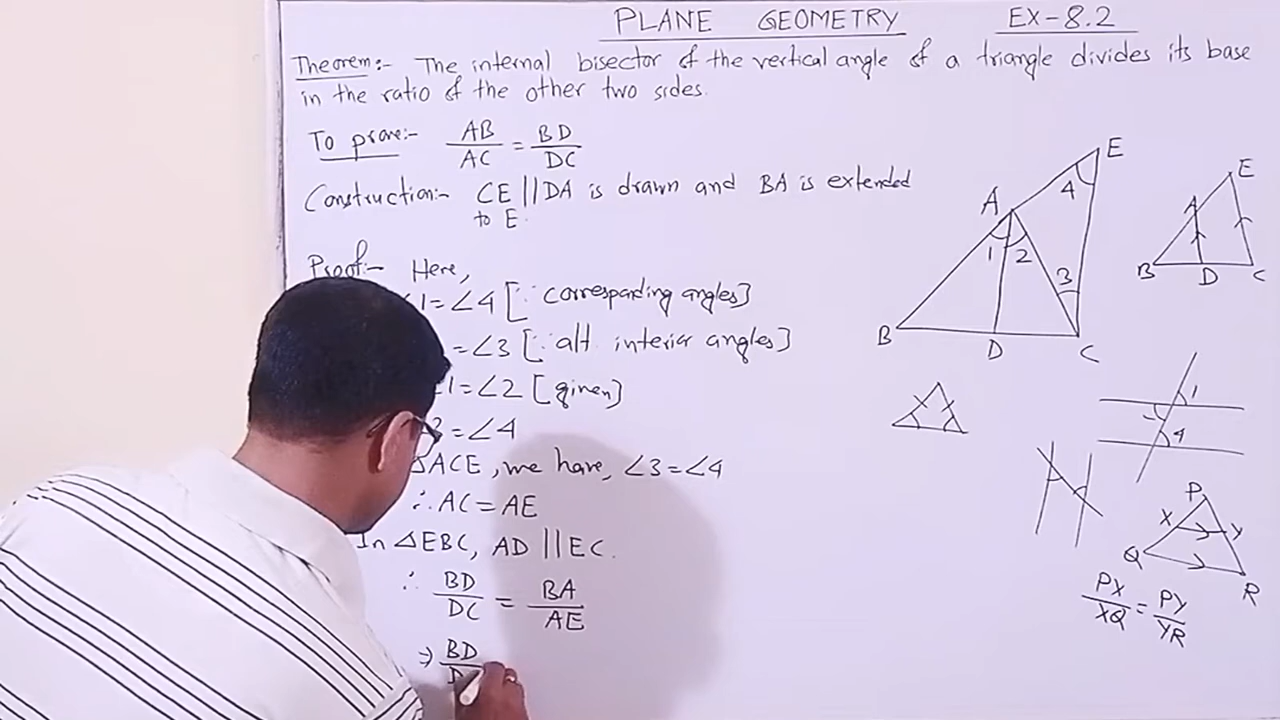 PLANE GEOMETRY EX-8.2
Theorem:- The internal bisector of the vertical angle of a triangle divides its base
in the ratio of the other two sides.
To prove:- AB/AC = BD/DC
Construction:- CE || DA is drawn and BA is extended
to E.
Proof:- Here,
∠1 = ∠4 [∵ corresponding angles]
= ∠3 [∵ alt. interior angles]
1 = ∠2 [given]
3 = ∠4
△ACE, we have, ∠3 = ∠4
∴ AC = AE
In △EBC, AD || EC.
∴ BD/DC = BA/AE
⇒ BD
A
E
4
1
2
3
B
D
C
E
A
B
D
C
1
4
P
X
Y
Q
R
PX/XQ = PY/YR